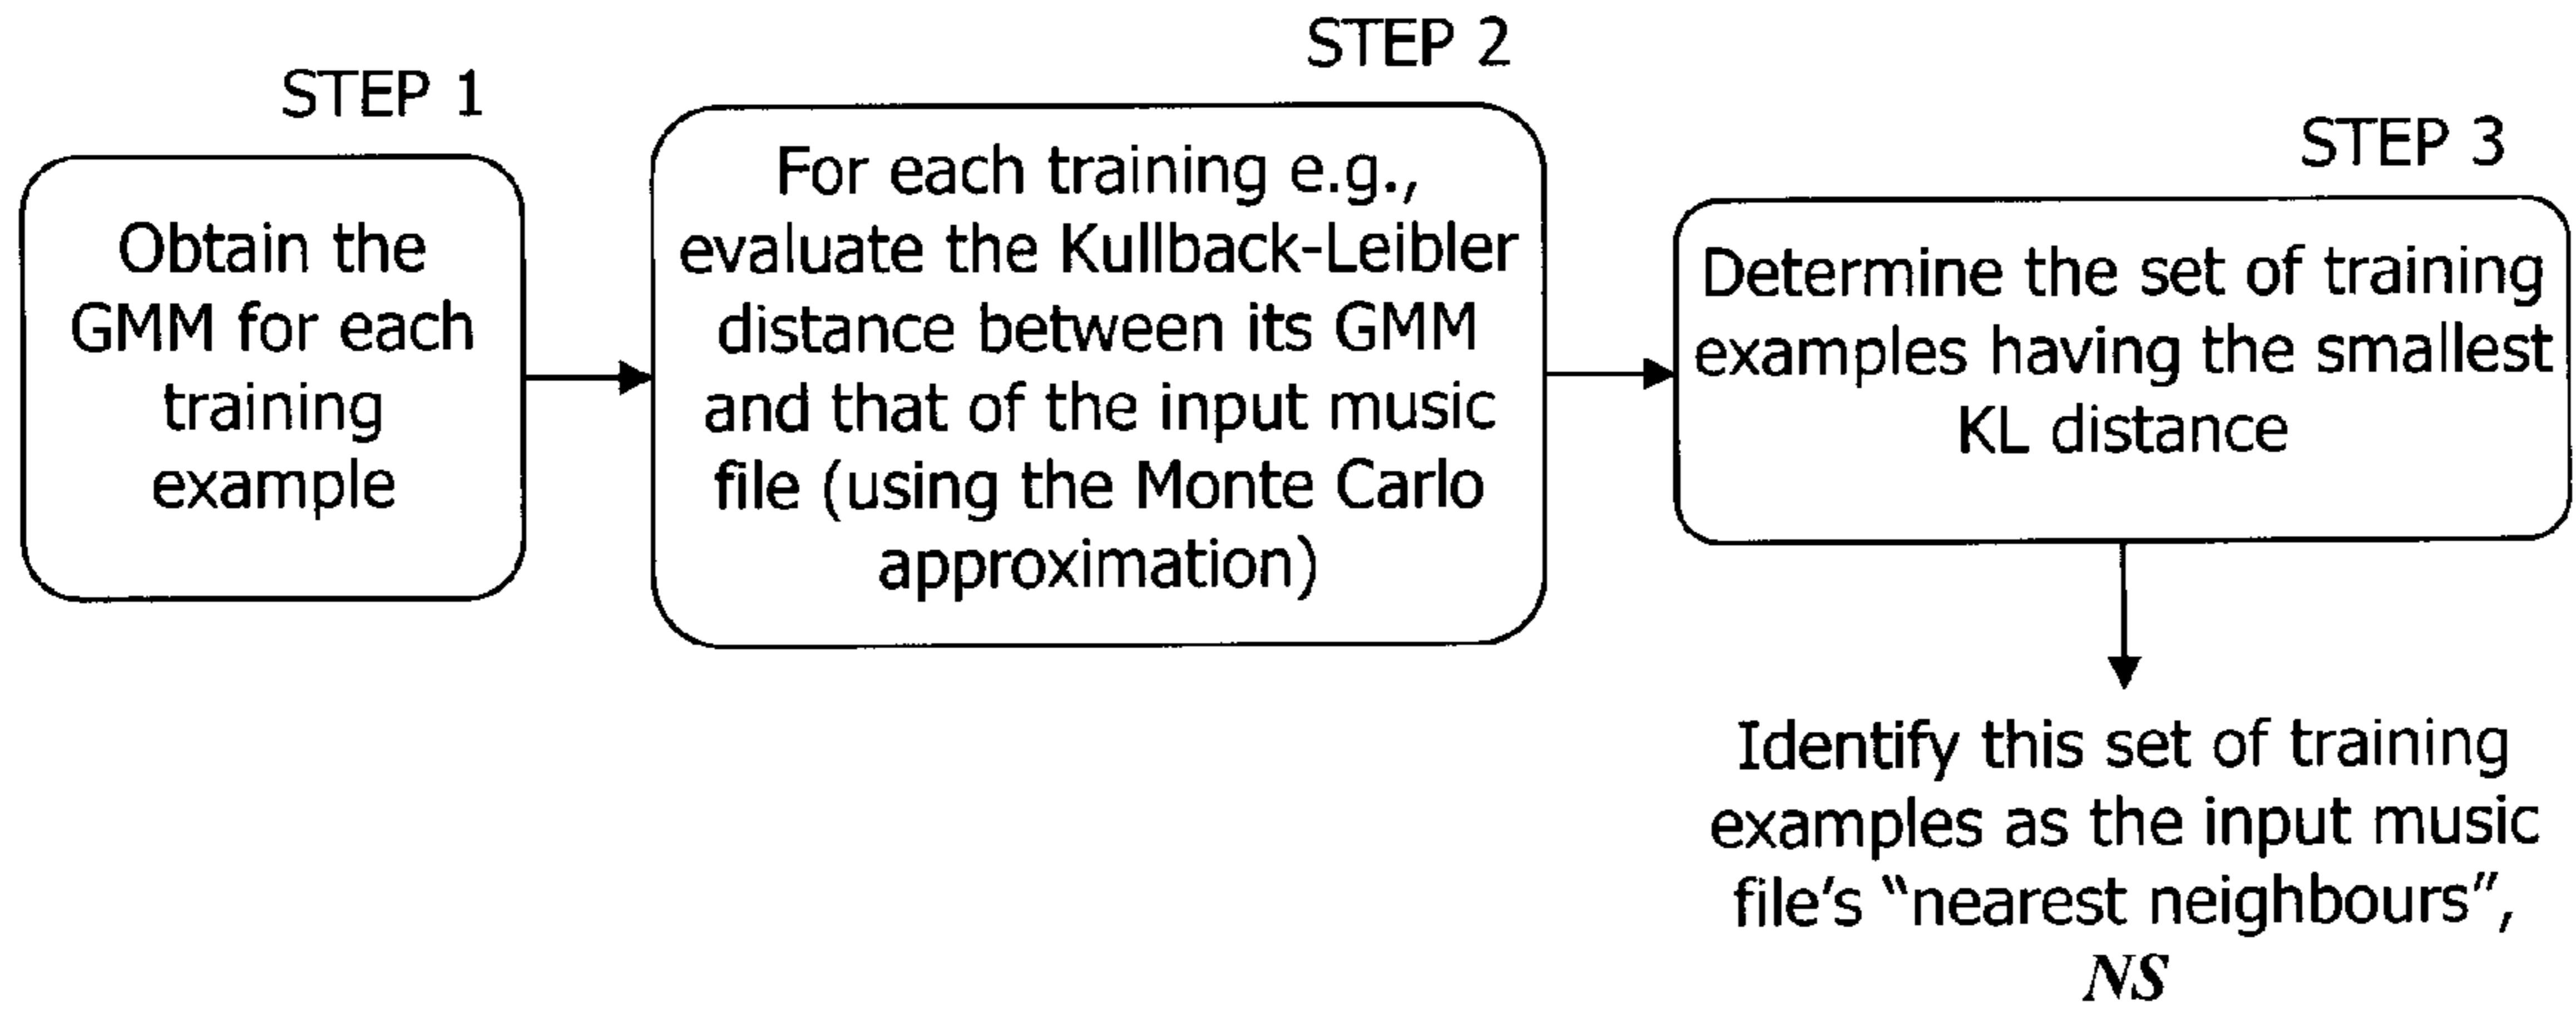 STEP 1
Obtain the
GMM for each
training
example
STEP 2
For each training e.g.,
evaluate the Kullback-Leibler
distance between its GMM
and that of the input music
file (using the Monte Carlo
approximation)
STEP 3
Determine the set of training
examples having the smallest
KL distance
Identify this set of training
examples as the input music
file's “nearest neighbours”,
NS